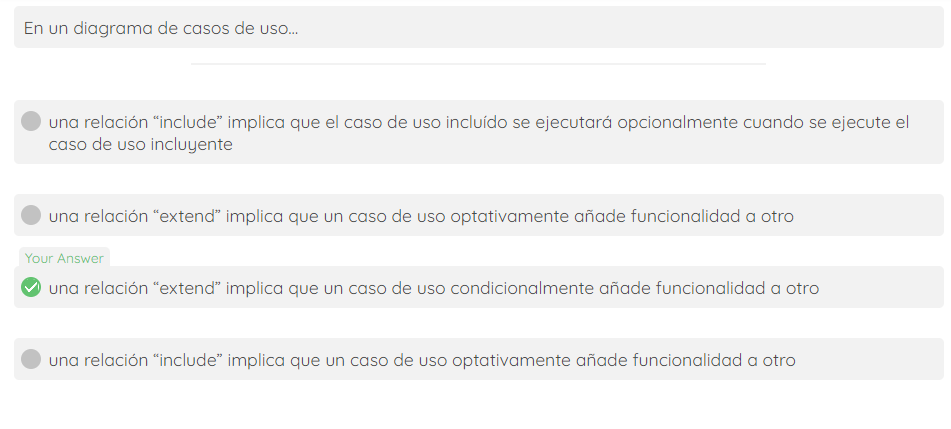 En un diagrama de casos de uso...
una relación “include” implica que el caso de uso incluído se ejecutará opcionalmente cuando se ejecute el
caso de uso incluyente
una relación “extend” implica que un caso de uso optativamente añade funcionalidad a otro
Your Answer
una relación “extend” implica que un caso de uso condicionalmente añade funcionalidad a otro
una relación “include” implica que un caso de uso optativamente añade funcionalidad a otro